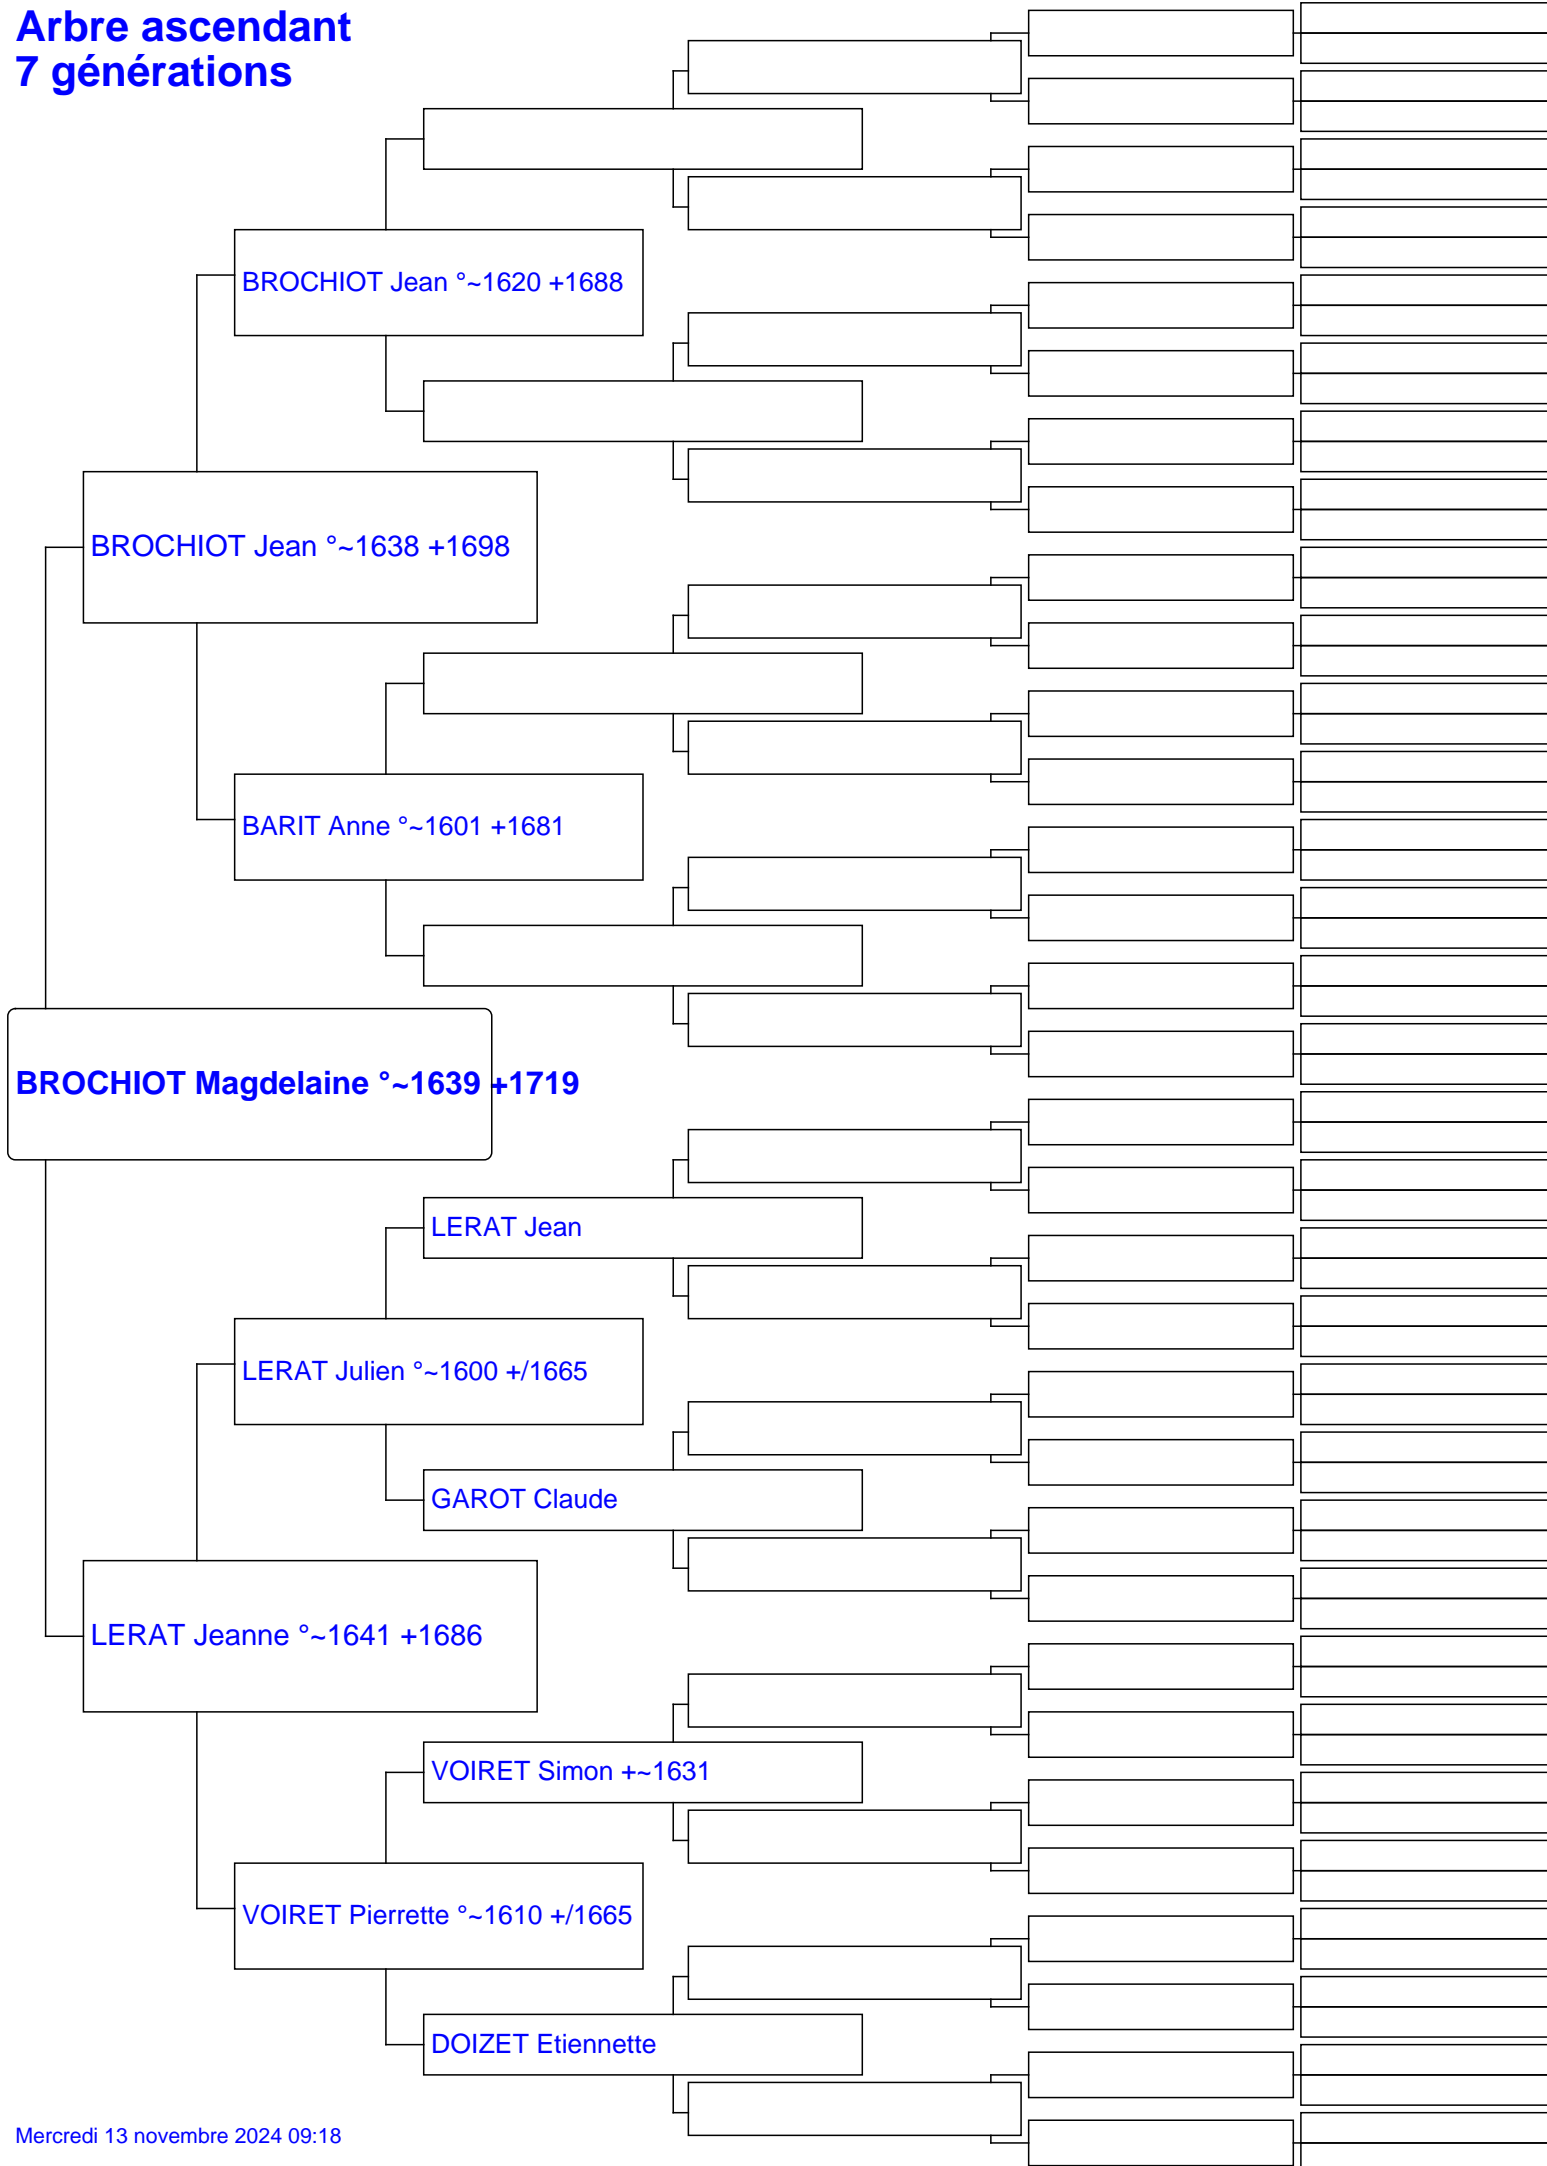 Arbre ascendant
7 générations
BROCHIOT Jean °~1620 +1688
BROCHIOT Jean °~1638 +1698
BARIT Anne °~1601 +1681
BROCHIOT Magdelaine °~1639 +1719
LERAT Jean
LERAT Julien °~1600 +/1665
GAROT Claude
LERAT Jeanne °~1641 +1686
VOIRET Simon +~1631
VOIRET Pierrette °~1610 +/1665
DOIZET Etiennette
Mercredi 13 novembre 2024 09:18